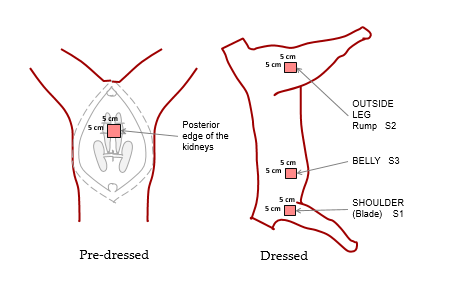 5 cm
5 cm
Posterior
edge of the
kidneys
Pre-dressed
5 cm
5 cm
OUTSIDE
LEG
Rump S2
5 cm
5 cm
BELLY S3
5 cm
5 cm
SHOULDER
(Blade) S1
Dressed